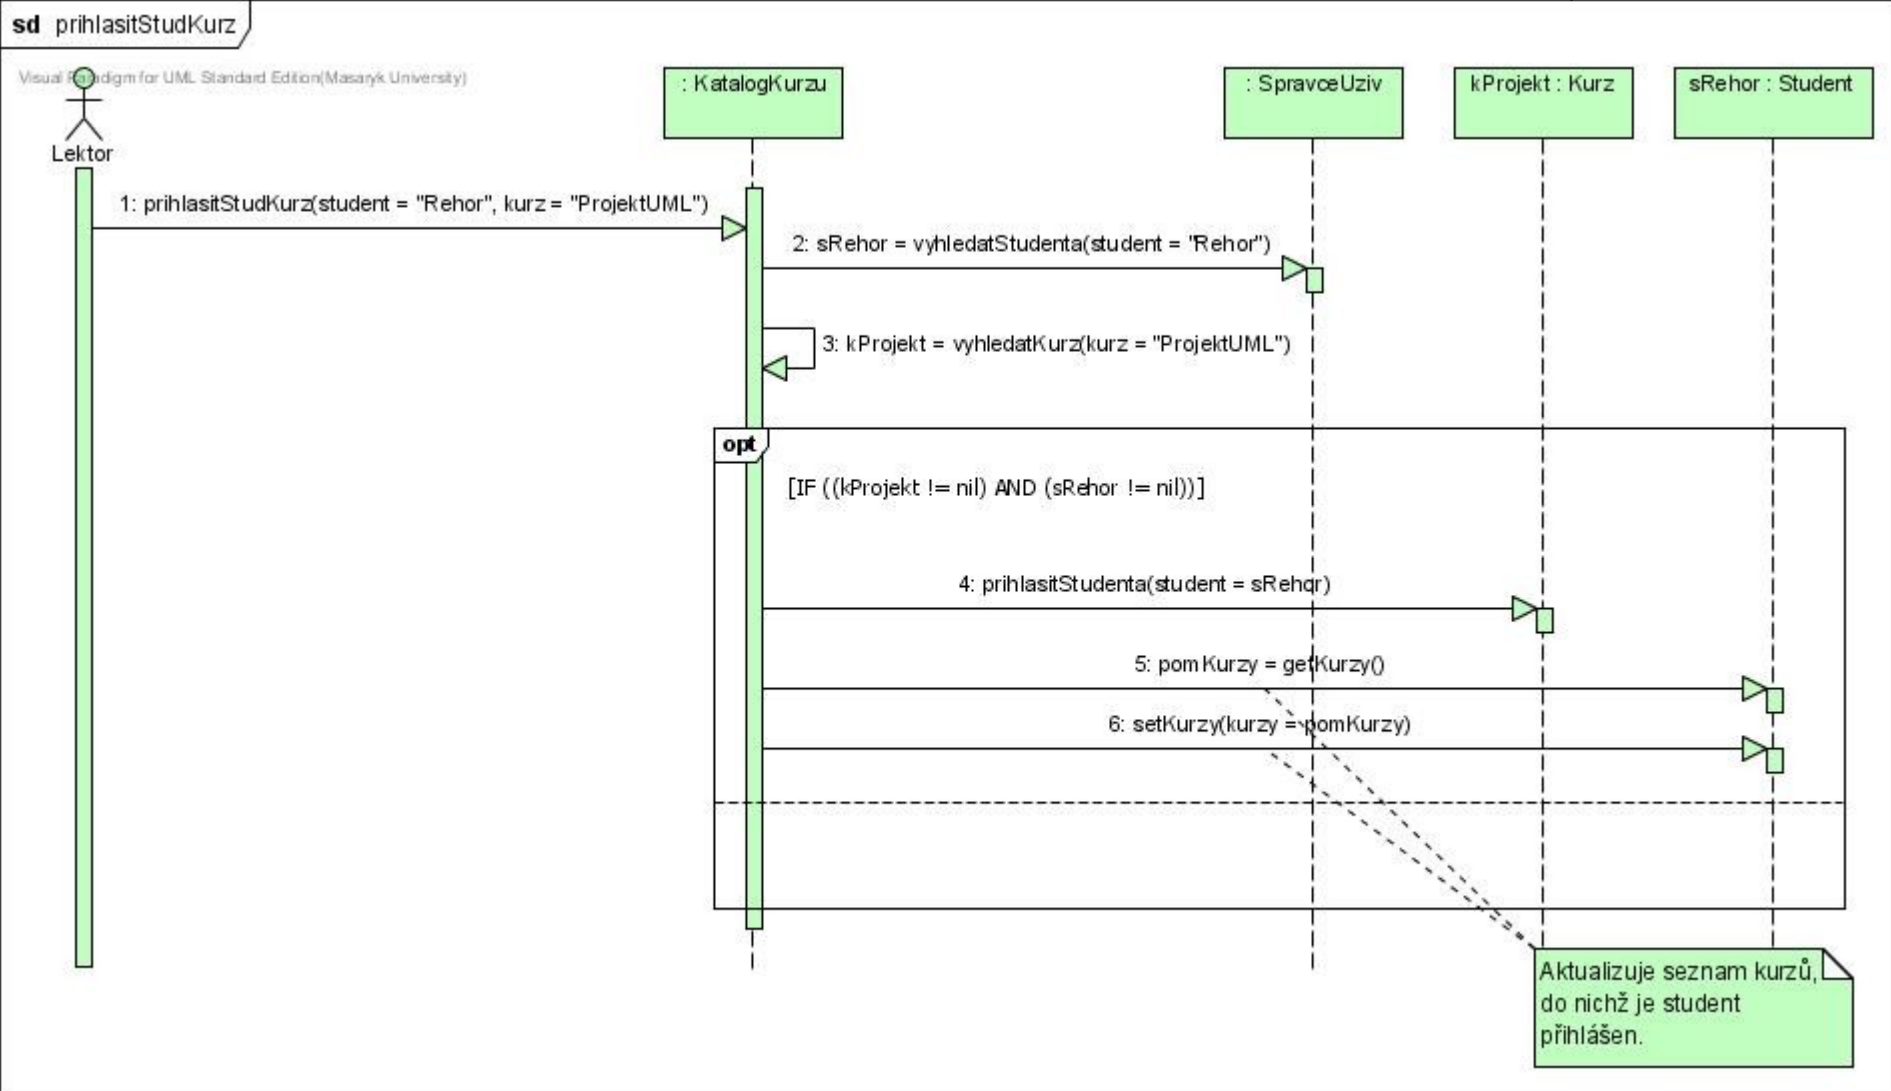 sd prihlasitStudKurz
Visual Paradigm for UML Standard Edition(Masaryk University)
: KatalogKurzu
: SpravceUziv
kProjekt : Kurz
sRehor : Student
Lektor
1: prihlasitStudKurz(student = "Rehor", kurz = "ProjektUML")
2: sRehor = vyhledatStudenta(student = "Rehor")
3: kProjekt = vyhledatKurz(kurz = "ProjektUML")
opt
[IF ((kProjekt != nil) AND (sRehor != nil))]
4: prihlasitStudenta(student = sRehor)
5: pomKurzy = getKurzy()
6: setKurzy(kurzy = pomKurzy)
Aktualizuje seznam kurzů,
do nichž je student
přihlášen.